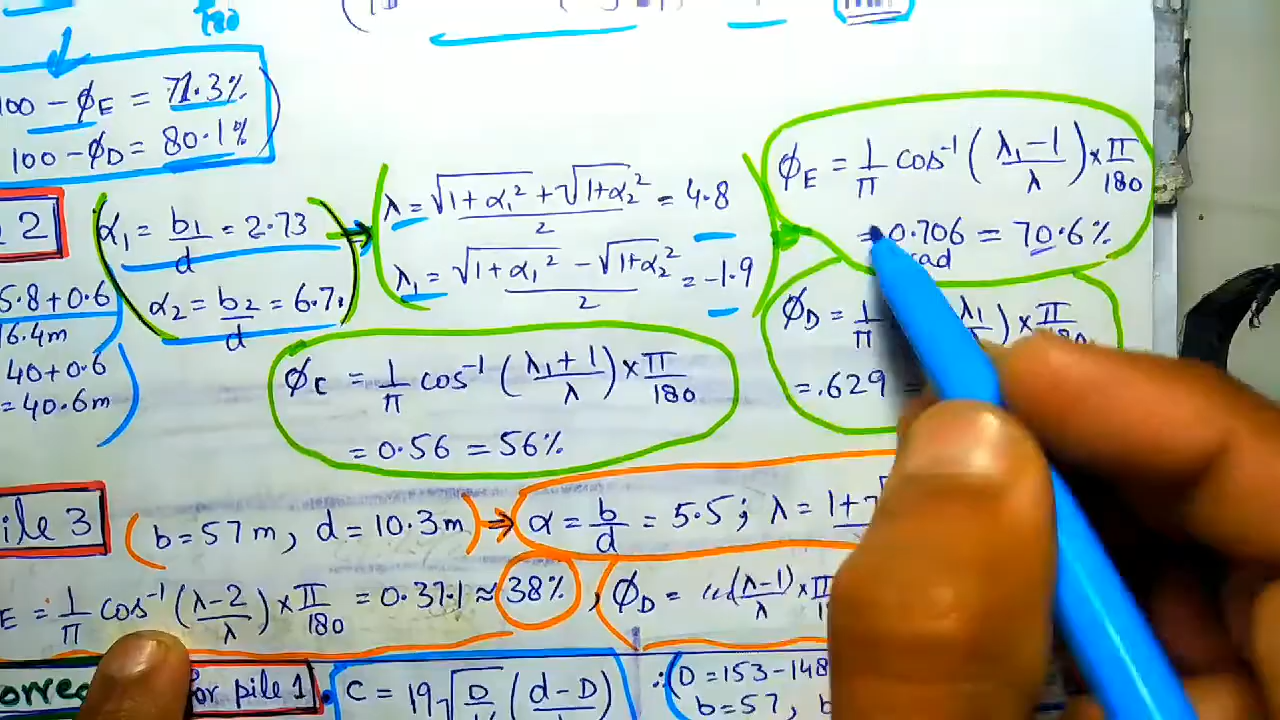 100 - ϕE = 71.3%
100 - ϕD = 80.1%
2
5.8 + 0.6
16.4m
40 + 0.6
= 40.6m
α₁ = b₁/d = 2.73
α₂ = b₂/d = 6.7
λ = (√(1+α₁²) + √(1+α₂²))/2 = 4.8
λ₁ = (√(1+α₁²) - √(1+α₂²))/2 = -1.9
ϕE = 1/π cos⁻¹ ((λ₁-1)/λ) × π/180
= 0.706 = 70.6%
rad
ϕD = 1/π λ₁ ) × π/180
= .629
ϕC = 1/π cos⁻¹ ((λ₁+1)/λ) × π/180
= 0.56 = 56%
ile 3
(b = 57m, d = 10.3m) → α = b/d = 5.5; λ = 1+√
E = 1/π cos⁻¹ ((λ-2)/λ) × π/180 = 0.371 ≈ 38%, ϕD = ((λ-1)/λ) × π
for pile 1
C = 19√D (d-D)
∴ (D = 153-148
b = 57,